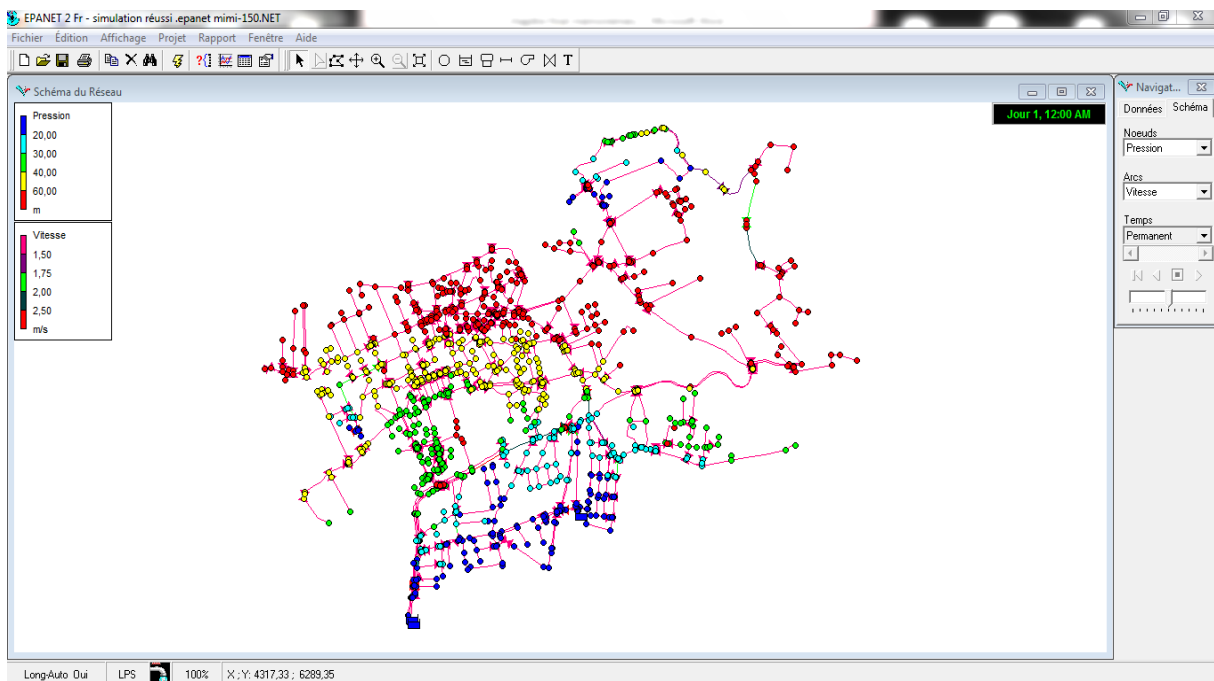 EPANET 2 Fr - simulation réussi .epanet mimi-150.NET
Fichier Édition Affichage Projet Rapport Fenêtre Aide
T
Schéma du Réseau
Pression
20,00
30,00
40,00
60,00
m
Vitesse
1,50
1,75
2,00
2,50
m/s
Jour 1, 12:00 AM
Navigat...
Données Schéma
Noeuds
Pression
Arcs
Vitesse
Temps
Permanent
Long-Auto Oui LPS 100% X ; Y: 4317,33 ; 6289,35